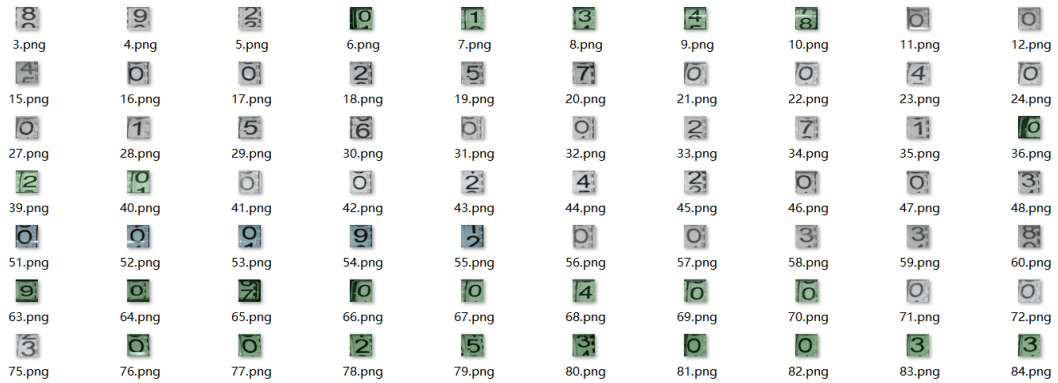 8 9 2 0 1 3 4 8 0 0
3.png 4.png 5.png 6.png 7.png 8.png 9.png 10.png 11.png 12.png
4 0 0 2 5 7 0 0 4 0
15.png 16.png 17.png 18.png 19.png 20.png 21.png 22.png 23.png 24.png
0 1 5 6 0 0 2 7 1 0
27.png 28.png 29.png 30.png 31.png 32.png 33.png 34.png 35.png 36.png
2 0 0 0 2 4 2 0 0 3
39.png 40.png 41.png 42.png 43.png 44.png 45.png 46.png 47.png 48.png
0 0 0 9 2 0 0 3 3 8
51.png 52.png 53.png 54.png 55.png 56.png 57.png 58.png 59.png 60.png
9 0 7 0 0 4 0 0 0 0
63.png 64.png 65.png 66.png 67.png 68.png 69.png 70.png 71.png 72.png
3 0 0 2 5 3 0 0 3 3
75.png 76.png 77.png 78.png 79.png 80.png 81.png 82.png 83.png 84.png